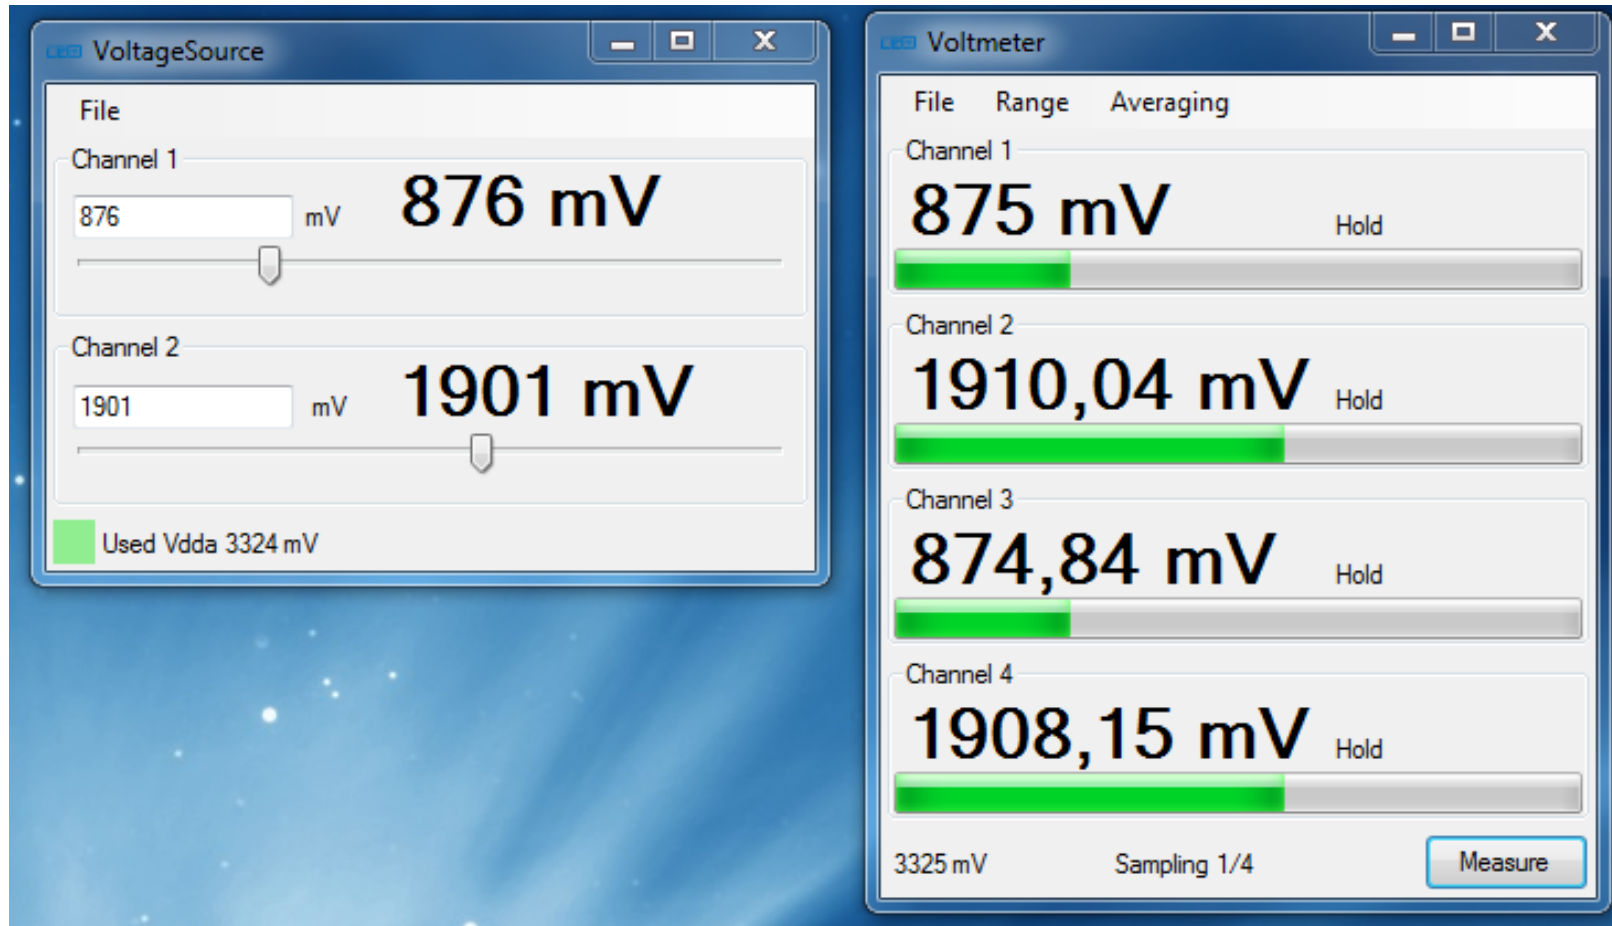 VoltageSource
File
Channel 1
876 mV 876 mV
Channel 2
1901 mV 1901 mV
Used Vdda 3324 mV
Voltmeter
File Range Averaging
Channel 1
875 mV Hold
Channel 2
1910,04 mV Hold
Channel 3
874,84 mV Hold
Channel 4
1908,15 mV Hold
3325 mV Sampling 1/4 Measure